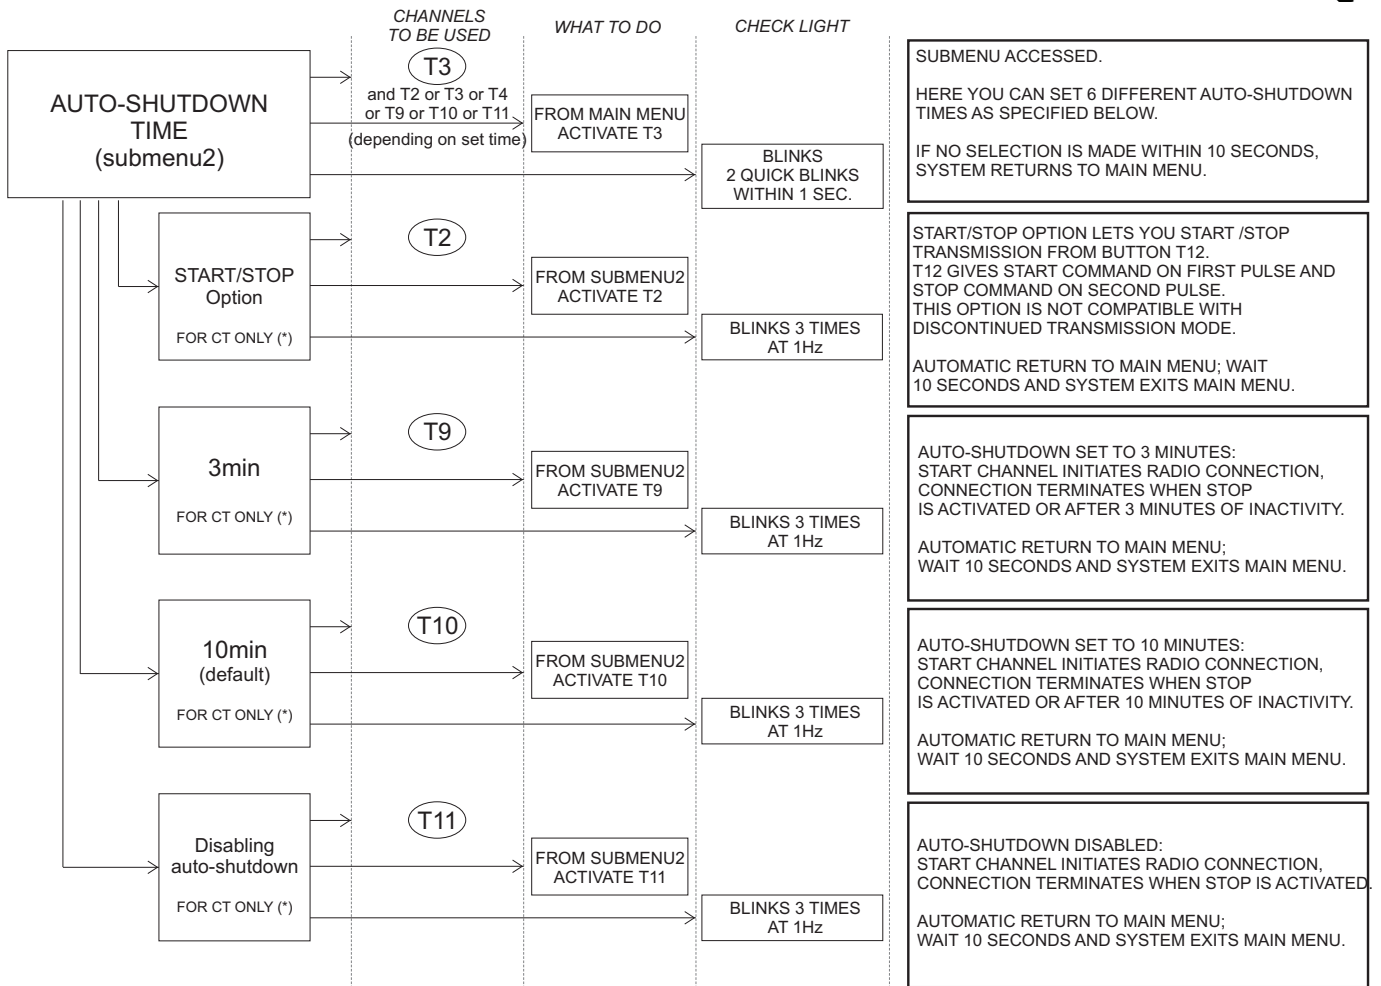 CHANNELS
TO BE USED
WHAT TO DO
CHECK LIGHT
AUTO-SHUTDOWN
TIME
(submenu2)
T3
and T2 or T3 or T4
or T9 or T10 or T11
(depending on set time)
FROM MAIN MENU
ACTIVATE T3
BLINKS
2 QUICK BLINKS
WITHIN 1 SEC.
SUBMENU ACCESSED.
HERE YOU CAN SET 6 DIFFERENT AUTO-SHUTDOWN
TIMES AS SPECIFIED BELOW.
IF NO SELECTION IS MADE WITHIN 10 SECONDS,
SYSTEM RETURNS TO MAIN MENU.
START/STOP
Option
FOR CT ONLY (*)
T2
FROM SUBMENU2
ACTIVATE T2
BLINKS 3 TIMES
AT 1Hz
START/STOP OPTION LETS YOU START /STOP
TRANSMISSION FROM BUTTON T12.
T12 GIVES START COMMAND ON FIRST PULSE AND
STOP COMMAND ON SECOND PULSE.
THIS OPTION IS NOT COMPATIBLE WITH
DISCONTINUED TRANSMISSION MODE.
AUTOMATIC RETURN TO MAIN MENU; WAIT
10 SECONDS AND SYSTEM EXITS MAIN MENU.
3min
FOR CT ONLY (*)
T9
FROM SUBMENU2
ACTIVATE T9
BLINKS 3 TIMES
AT 1Hz
AUTO-SHUTDOWN SET TO 3 MINUTES:
START CHANNEL INITIATES RADIO CONNECTION,
CONNECTION TERMINATES WHEN STOP
IS ACTIVATED OR AFTER 3 MINUTES OF INACTIVITY.
AUTOMATIC RETURN TO MAIN MENU;
WAIT 10 SECONDS AND SYSTEM EXITS MAIN MENU.
10min
(default)
FOR CT ONLY (*)
T10
FROM SUBMENU2
ACTIVATE T10
BLINKS 3 TIMES
AT 1Hz
AUTO-SHUTDOWN SET TO 10 MINUTES:
START CHANNEL INITIATES RADIO CONNECTION,
CONNECTION TERMINATES WHEN STOP
IS ACTIVATED OR AFTER 10 MINUTES OF INACTIVITY.
AUTOMATIC RETURN TO MAIN MENU;
WAIT 10 SECONDS AND SYSTEM EXITS MAIN MENU.
Disabling
auto-shutdown
FOR CT ONLY (*)
T11
FROM SUBMENU2
ACTIVATE T11
BLINKS 3 TIMES
AT 1Hz
AUTO-SHUTDOWN DISABLED:
START CHANNEL INITIATES RADIO CONNECTION,
CONNECTION TERMINATES WHEN STOP IS ACTIVATED.
AUTOMATIC RETURN TO MAIN MENU;
WAIT 10 SECONDS AND SYSTEM EXITS MAIN MENU.